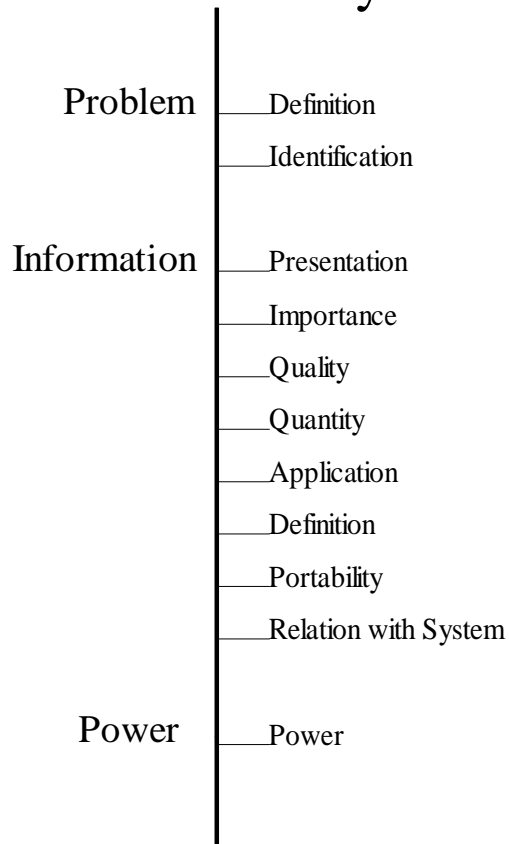 Problem Definition
Identification
Information Presentation
Importance
Quality
Quantity
Application
Definition
Portability
Relation with System
Power Power